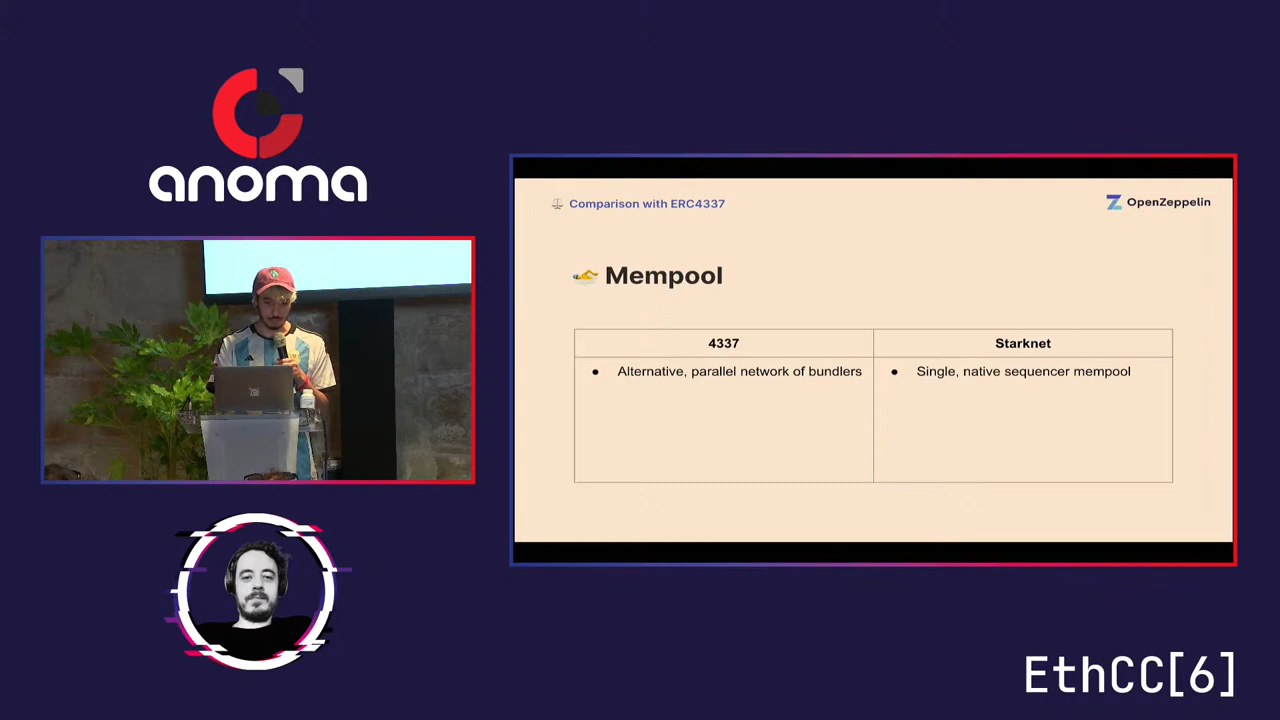 anoma
Comparison with ERC4337
OpenZeppelin
Mempool
4337
Starknet
● Alternative, parallel network of bundlers
● Single, native sequencer mempool
EthCC[6]